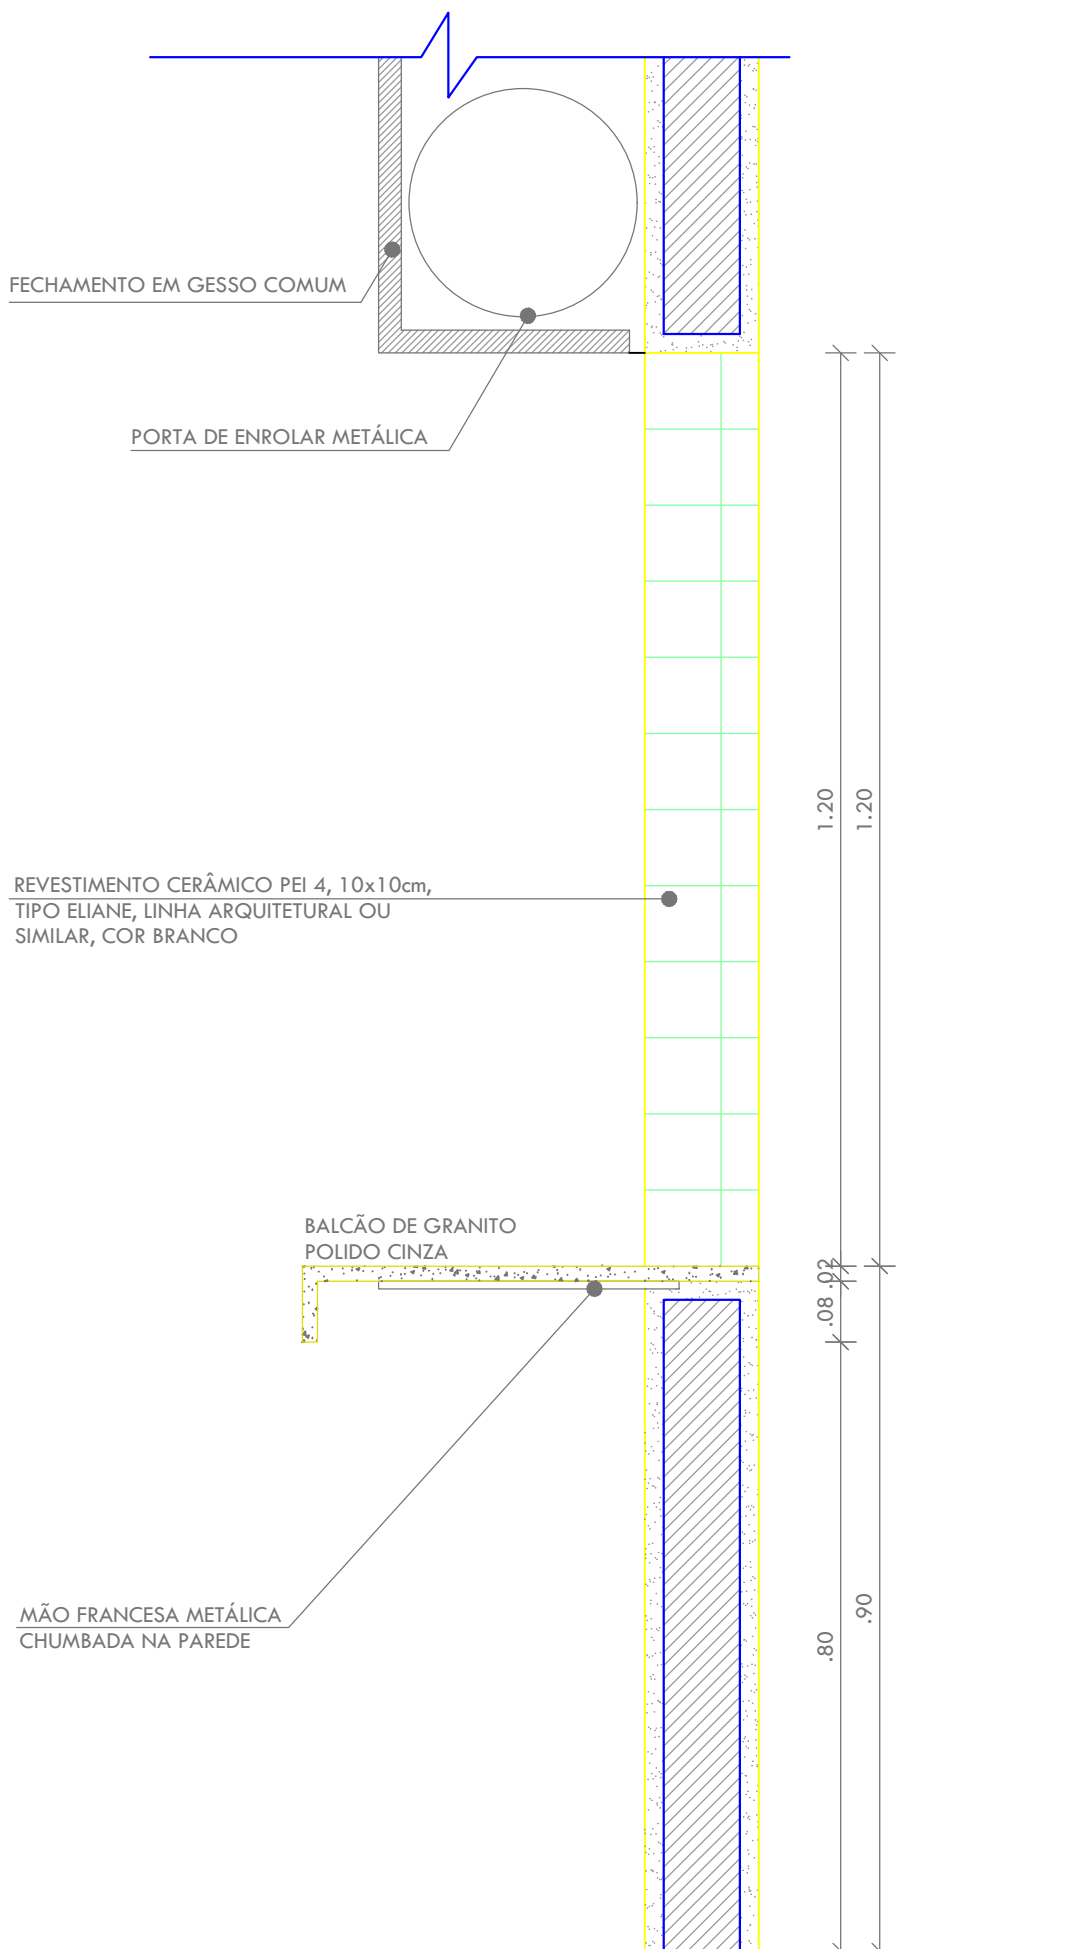 FECHAMENTO EM GESSO COMUM
PORTA DE ENROLAR METÁLICA
1.20
1.20
REVESTIMENTO CERÂMICO PEI 4, 10x10cm,
TIPO ELIANE, LINHA ARQUITETURAL OU
SIMILAR, COR BRANCO
BALCÃO DE GRANITO
POLIDO CINZA
.02
.08
MÃO FRANCESA METÁLICA
CHUMBADA NA PAREDE
.80
.90